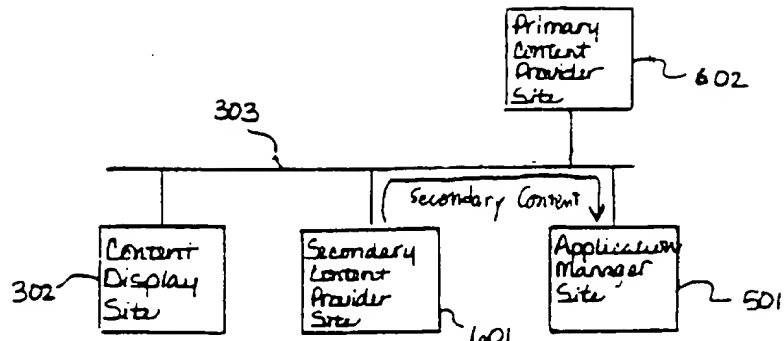 Primary
Content
Provider
Site
602
303
Secondary Content
Content
Display
Site
302
Secondary
Content
Provider
Site
601
Application
Manager
Site
501